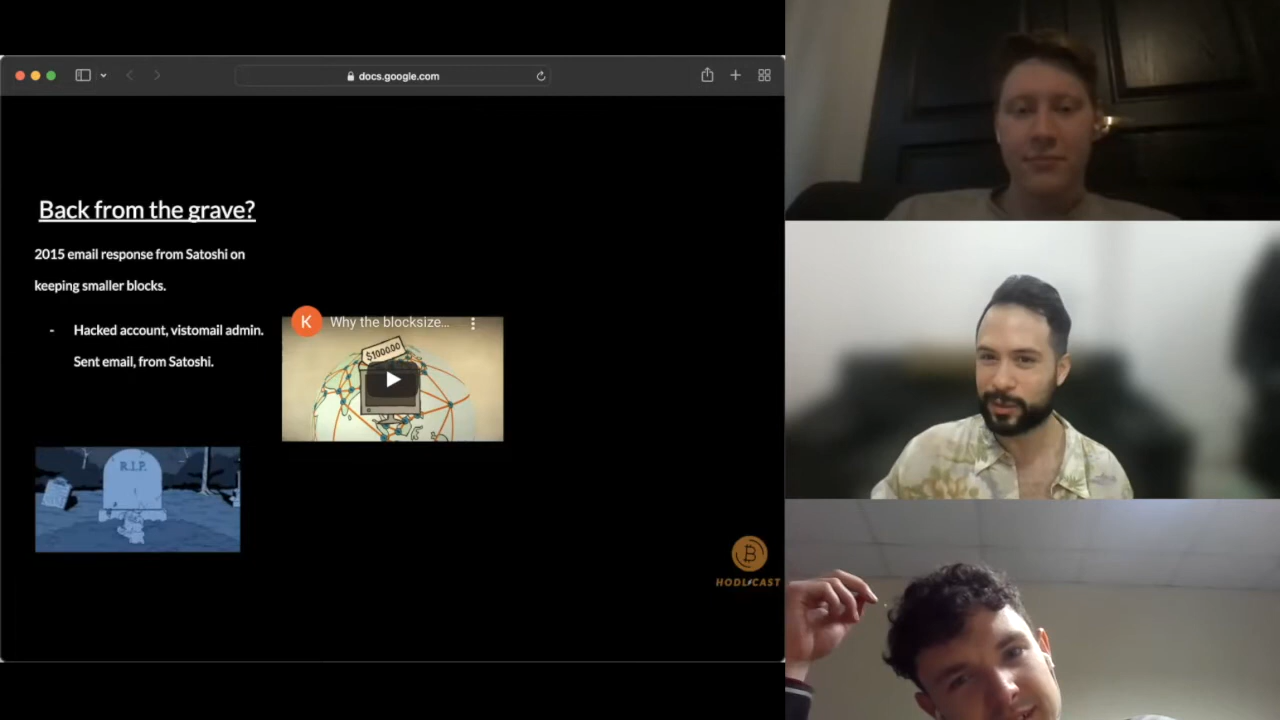 docs.google.com
Back from the grave?
2015 email response from Satoshi on
keeping smaller blocks.
- Hacked account, vistomail admin.
Sent email, from Satoshi.
K Why the blocksize...
$1000.00
R.I.P.
HODLCAST